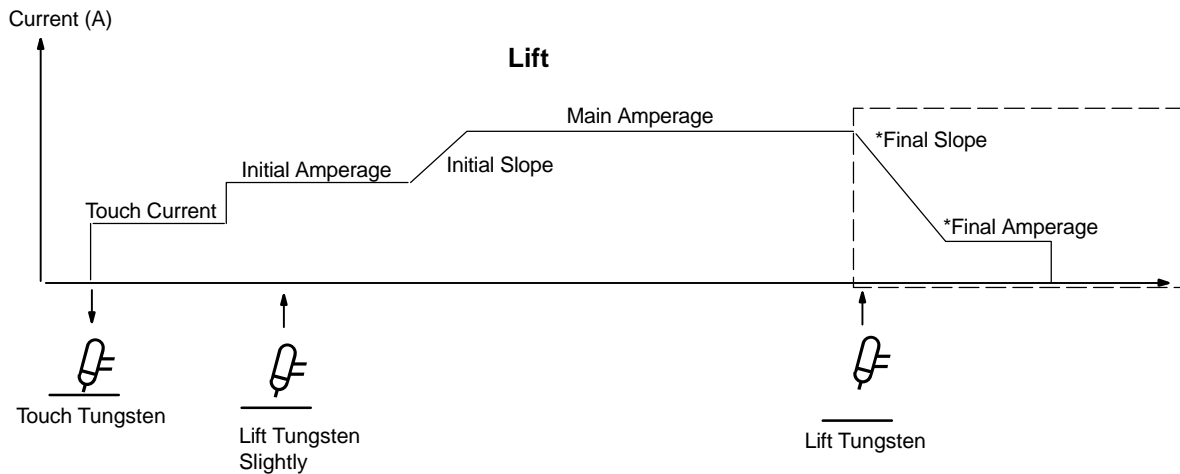 Current (A)
Lift
Main Amperage
*Final Slope
Initial Amperage
Initial Slope
Touch Current
*Final Amperage
Touch Tungsten
Lift Tungsten
Slightly
Lift Tungsten